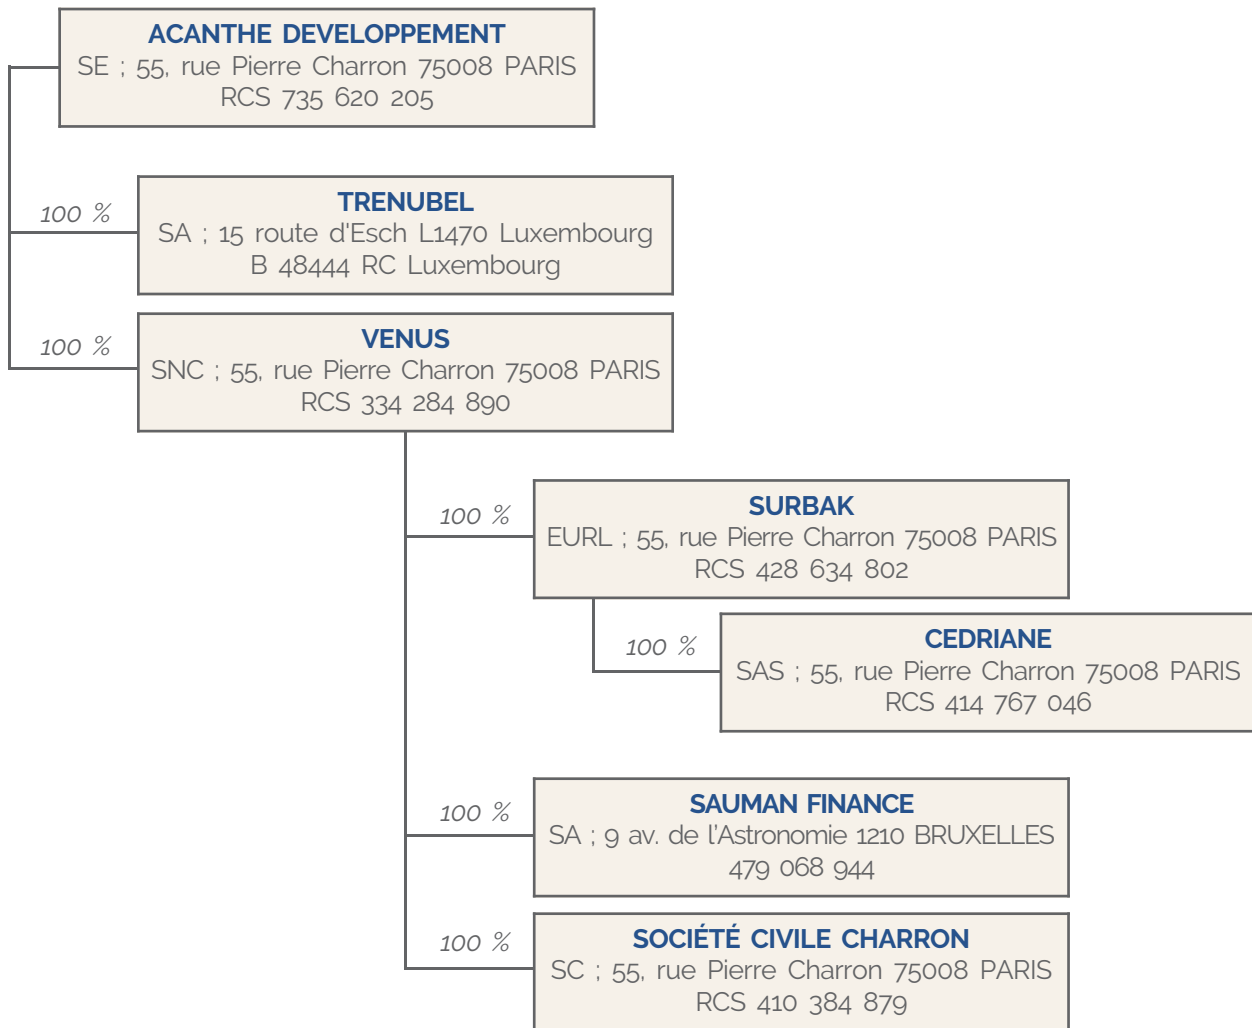 ACANTHE DEVELOPPEMENT
SE ; 55, rue Pierre Charron 75008 PARIS
RCS 735 620 205
100 %
TRENUBEL
SA ; 15 route d'Esch L1470 Luxembourg
B 48444 RC Luxembourg
100 %
VENUS
SNC ; 55, rue Pierre Charron 75008 PARIS
RCS 334 284 890
100 %
SURBAK
EURL ; 55, rue Pierre Charron 75008 PARIS
RCS 428 634 802
100 %
CEDRIANE
SAS ; 55, rue Pierre Charron 75008 PARIS
RCS 414 767 046
100 %
SAUMAN FINANCE
SA ; 9 av. de l'Astronomie 1210 BRUXELLES
479 068 944
100 %
SOCIÉTÉ CIVILE CHARRON
SC ; 55, rue Pierre Charron 75008 PARIS
RCS 410 384 879